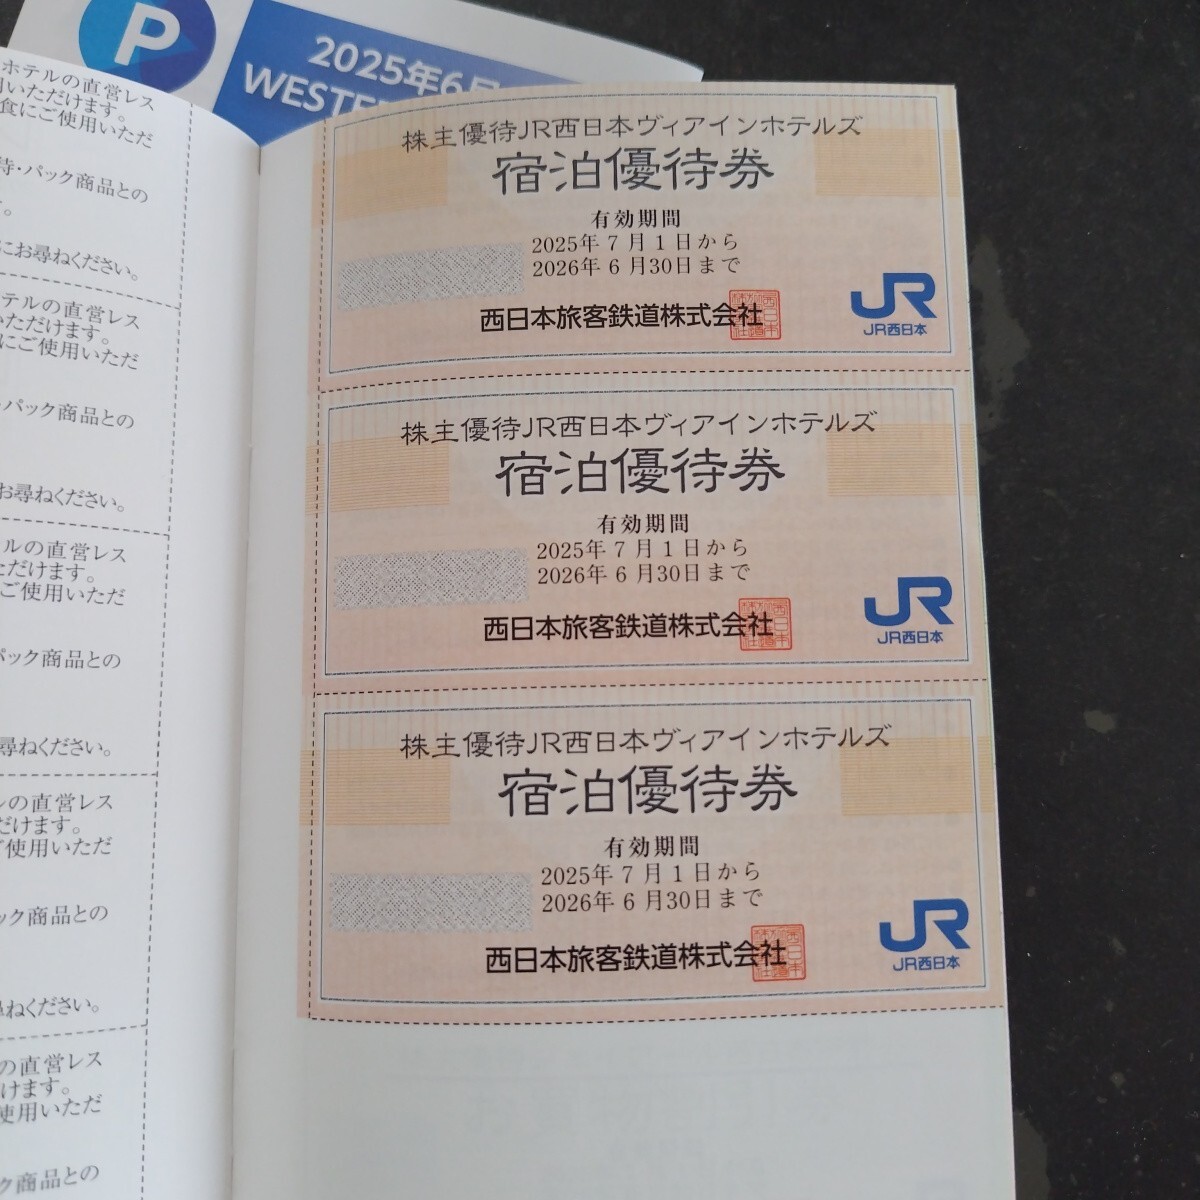 P
2025年6月
WESTE
ホテルの直営レス
用いただけます。
食にご使用いただ
待・パック商品との
す。
にお尋ねください。
テルの直営レス
いただけます。
にご使用いただ
・パック商品との
お尋ねください。
ルの直営レス
ただけます。
ご使用いただ
パック商品との
尋ねください。
ルの直営レス
だけます。
ご使用いただ
ック商品との
尋ねください。
の直営レス
けます。
使用いただ
ク商品との
株主優待JR西日本ヴィアインホテルズ
宿泊優待券
有効期間
2025年7月1日から
2026年6月30日まで
西日本旅客鉄道株式会社
JR
JR西日本
株主優待JR西日本ヴィアインホテルズ
宿泊優待券
有効期間
2025年7月1日から
2026年6月30日まで
西日本旅客鉄道株式会社
JR
JR西日本
株主優待JR西日本ヴィアインホテルズ
宿泊優待券
有効期間
2025年7月1日から
2026年6月30日まで
西日本旅客鉄道株式会社
JR
JR西日本